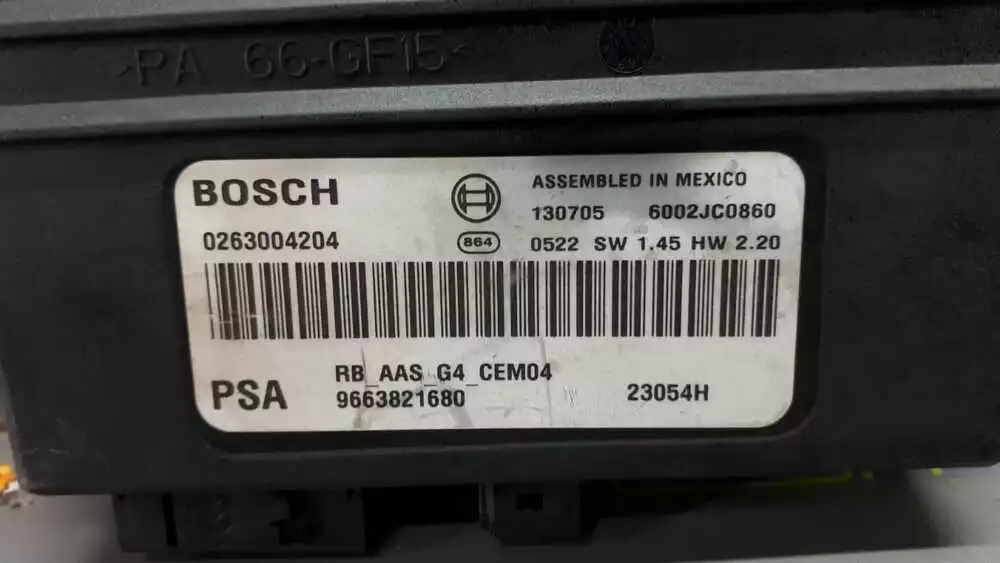 >PA 66-GF15<
BOSCH
ASSEMBLED IN MEXICO
130705 6002JC0860
0263004204
864
0522 SW 1.45 HW 2.20
RB_AAS_G4_CEM04
PSA
9663821680
23054H